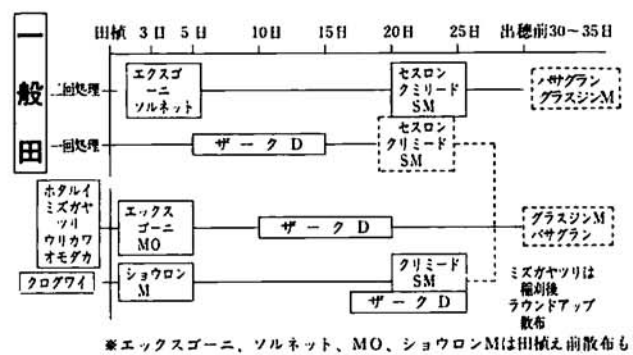 田植 3日 5日 10日 15日 20日 25日 出穂前30～35日
一般田
二回処理
エクスゴ
ーニ
ソルネット
セスロン
クミリード
SM
バサグラン
グラスジンM
一回処理
ザークD
セスロン
クリミード
SM
ホタルイ
ミズガヤ
ツリ
ウリカワ
オモダカ
エックス
ゴーニ
MO
ザークD
グラスジンM
バサグラン
クログワイ
ショウロン
M
クリミード
SM
ザークD
ミズガヤツリは
稲刈後
ラウンドアップ
散布
※エックスゴーニ、ソルネット、MO、ショウロンMは田植え前散布も